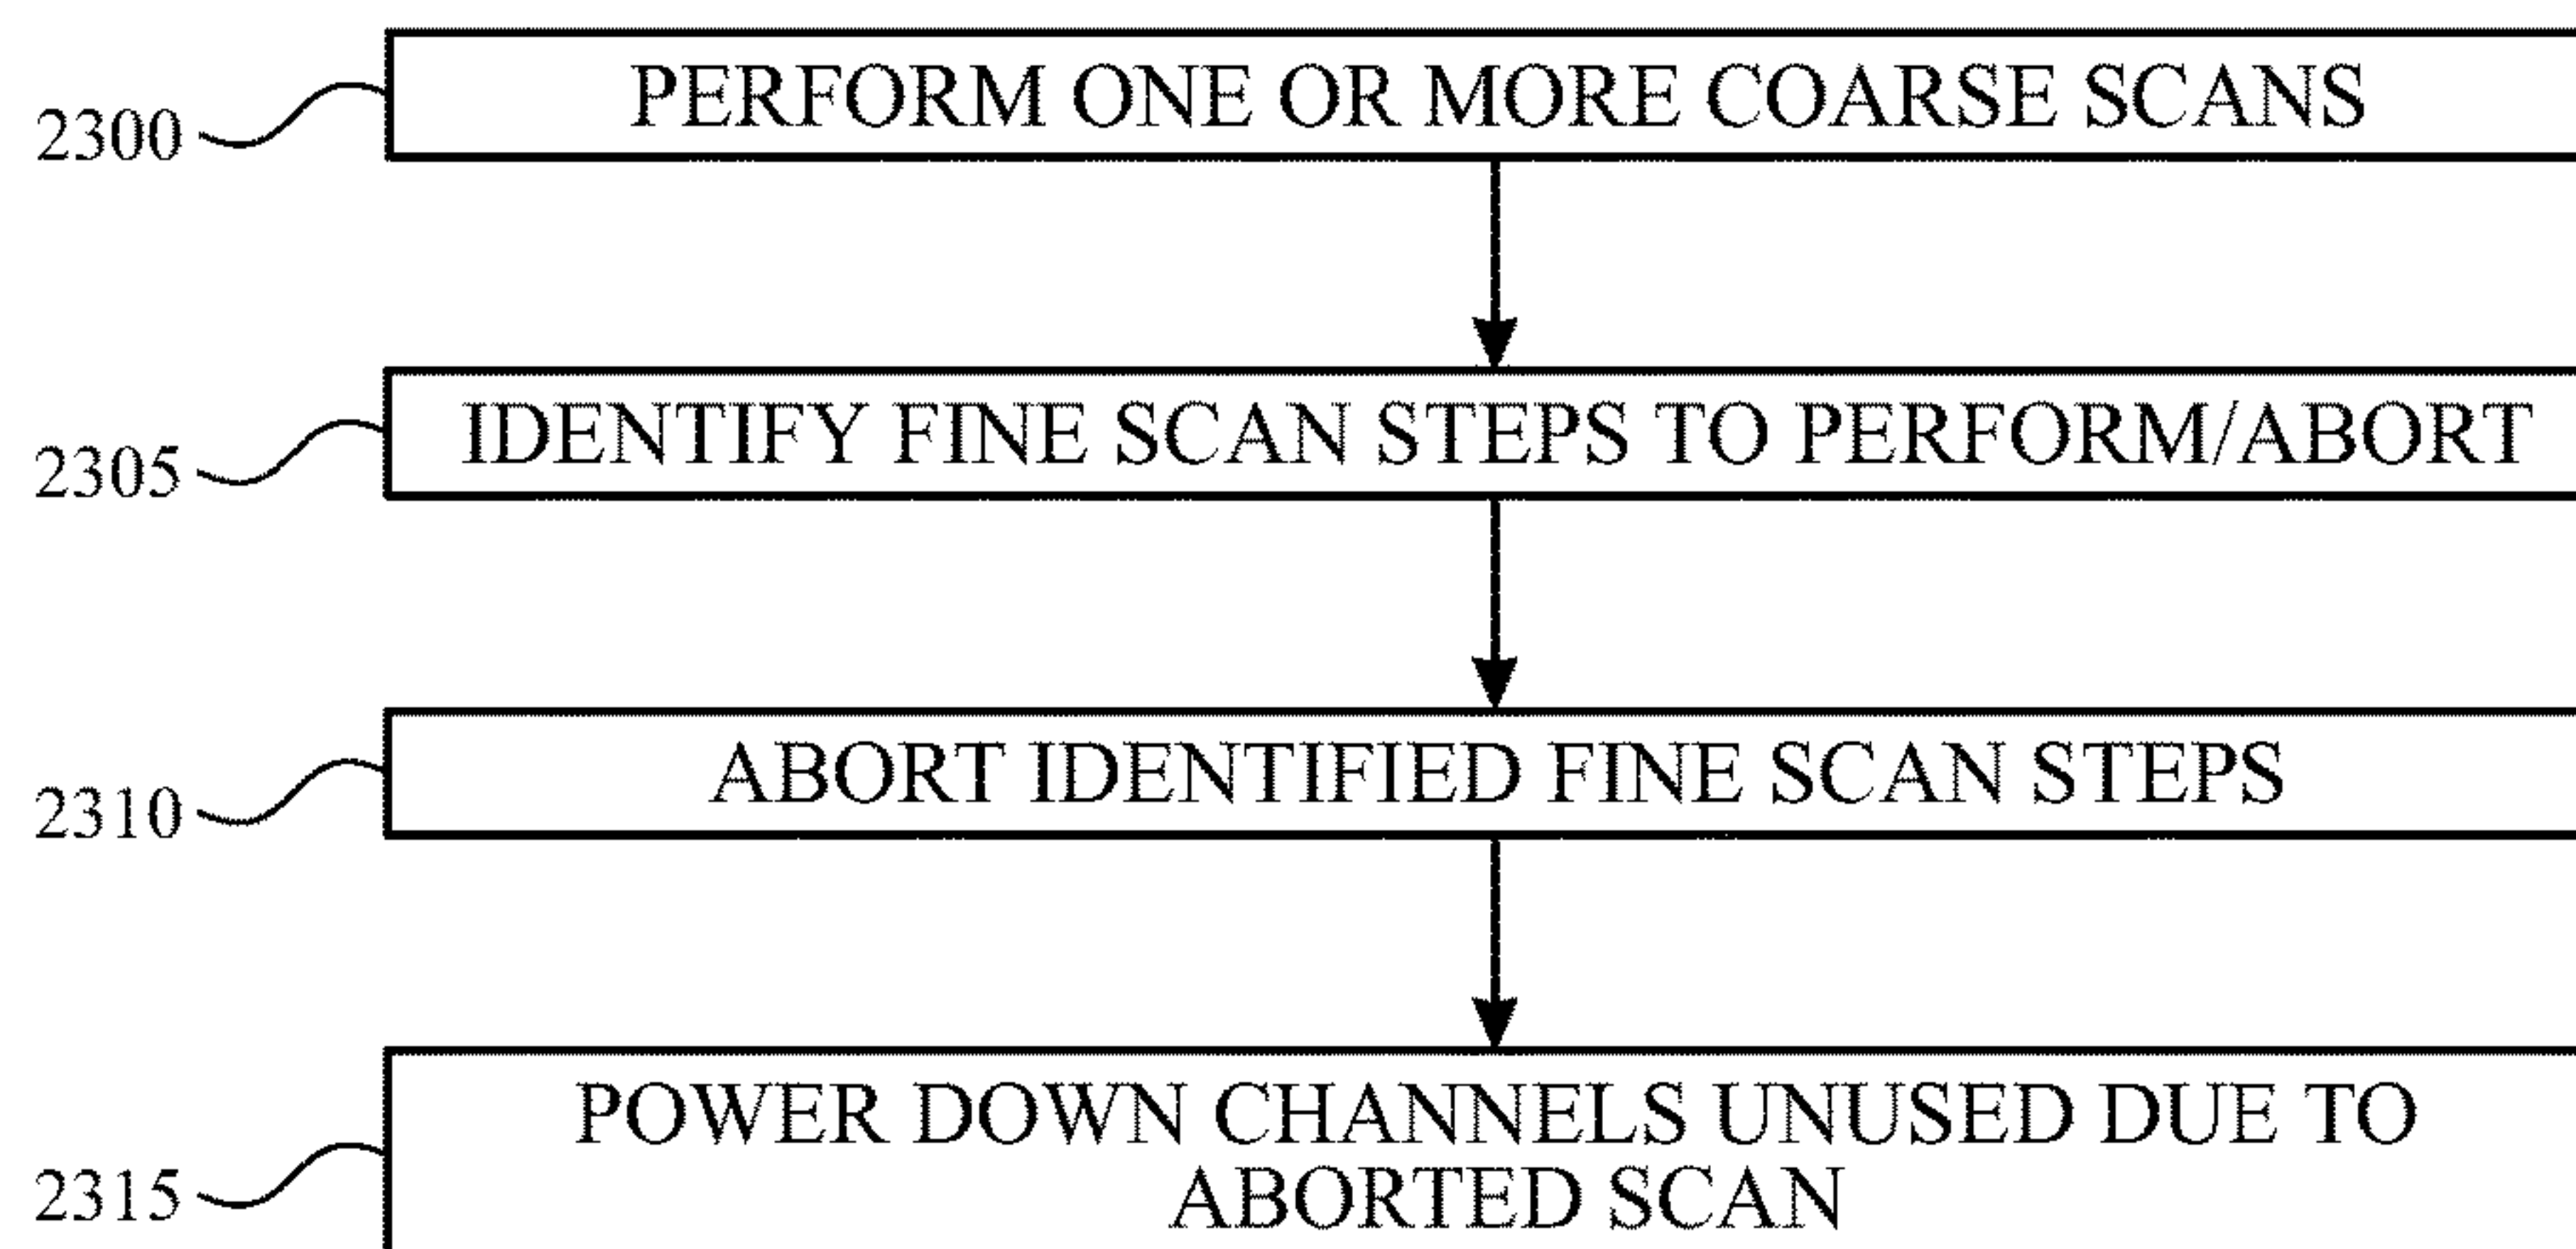 2300
PERFORM ONE OR MORE COARSE SCANS
2305
IDENTIFY FINE SCAN STEPS TO PERFORM/ABORT
2310
ABORT IDENTIFIED FINE SCAN STEPS
2315
POWER DOWN CHANNELS UNUSED DUE TO
ABORTED SCAN